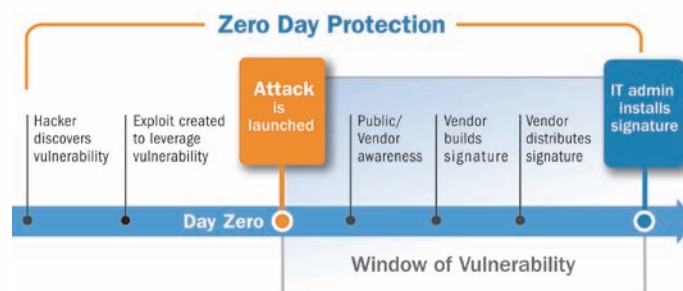 Zero Day Protection
Hacker
discovers
vulnerability
Exploit created
to leverage
vulnerability
Attack
is
launched
Public/
Vendor
awareness
Vendor
builds
signature
Vendor
distributes
signature
IT admin
installs
signature
Day Zero
Window of Vulnerability